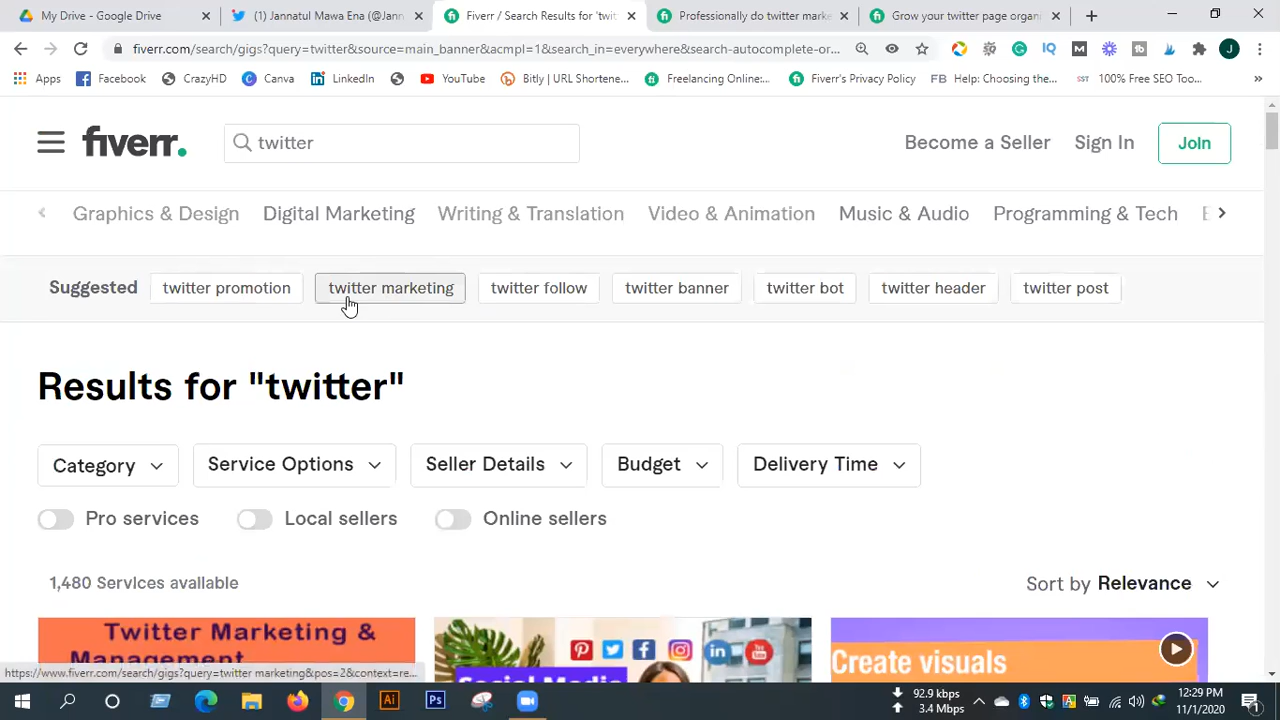 My Drive - Google Drive
(1) Jannatul Mawa Ena (@Jann
Fiverr / Search Results for 'twit
Professionally do twitter mark
Grow your twitter page organi
fiverr.com/search/gigs?query=twitter&source=main_banner&acmpl=1&search_in=everywhere&search-autocomplete-or...
J
Apps
Facebook
CrazyHD
Canva
LinkedIn
YouTube
Bitly | URL Shortene...
Freelancing Online:...
Fiverr's Privacy Policy
FB Help: Choosing the...
SST 100% Free SEO Too...
fiverr.
twitter
Become a Seller
Sign In
Join
Graphics & Design
Digital Marketing
Writing & Translation
Video & Animation
Music & Audio
Programming & Tech
Suggested
twitter promotion
twitter marketing
twitter follow
twitter banner
twitter bot
twitter header
twitter post
Results for "twitter"
Category
Service Options
Seller Details
Budget
Delivery Time
Pro services
Local sellers
Online sellers
1,480 Services available
Sort by Relevance
Twitter Marketing &
Management
Social Media
Create visuals
https://www.fiverr.com/search/gigs?query=twitter marketing&pos=2&context=re...
92.9 kbps
3.4 Mbps
12:29 PM
11/1/2020